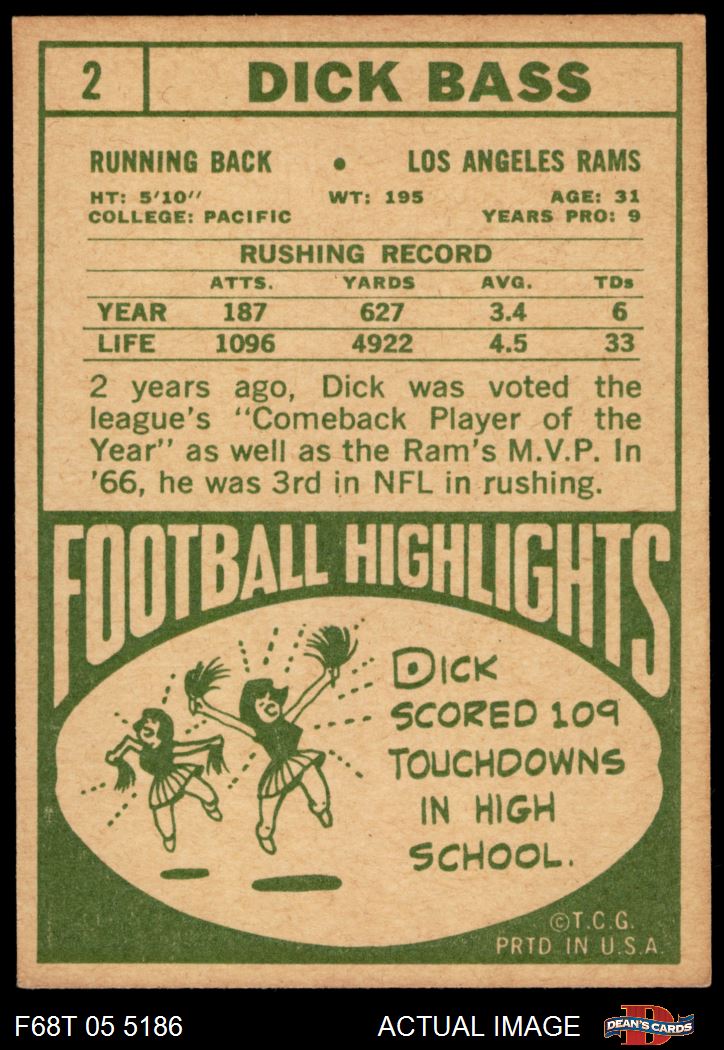 2 DICK BASS
RUNNING BACK • LOS ANGELES RAMS
HT: 5'10" WT: 195 AGE: 31
COLLEGE: PACIFIC YEARS PRO: 9
RUSHING RECORD
ATTS. YARDS AVG. TDs
YEAR 187 627 3.4 6
LIFE 1096 4922 4.5 33
2 years ago, Dick was voted the
league's "Comeback Player of the
Year" as well as the Ram's M.V.P. In
'66, he was 3rd in NFL in rushing.
FOOTBALL HIGHLIGHTS
DICK
SCORED 109
TOUCHDOWNS
IN HIGH
SCHOOL.
©T.C.G.
PRTD IN U.S.A.
F68T 05 5186 ACTUAL IMAGE D DEAN'S CARDS